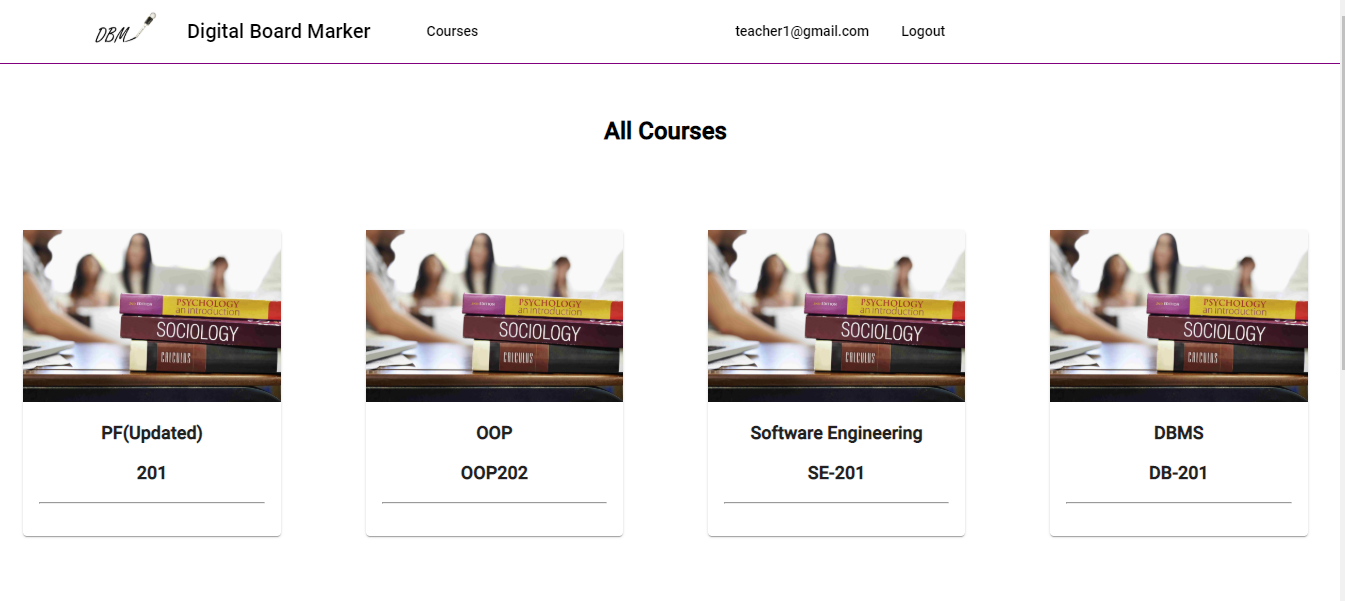 DBM
Digital Board Marker
Courses
teacher1@gmail.com
Logout
All Courses
PSYCHOLOGY
an introduction
SOCIOLOGY
CALCULUS
PSYCHOLOGY
an introduction
SOCIOLOGY
CALCULUS
PSYCHOLOGY
an introduction
SOCIOLOGY
CALCULUS
PSYCHOLOGY
an introduction
SOCIOLOGY
CALCULUS
PF(Updated)
201
OOP
OOP202
Software Engineering
SE-201
DBMS
DB-201